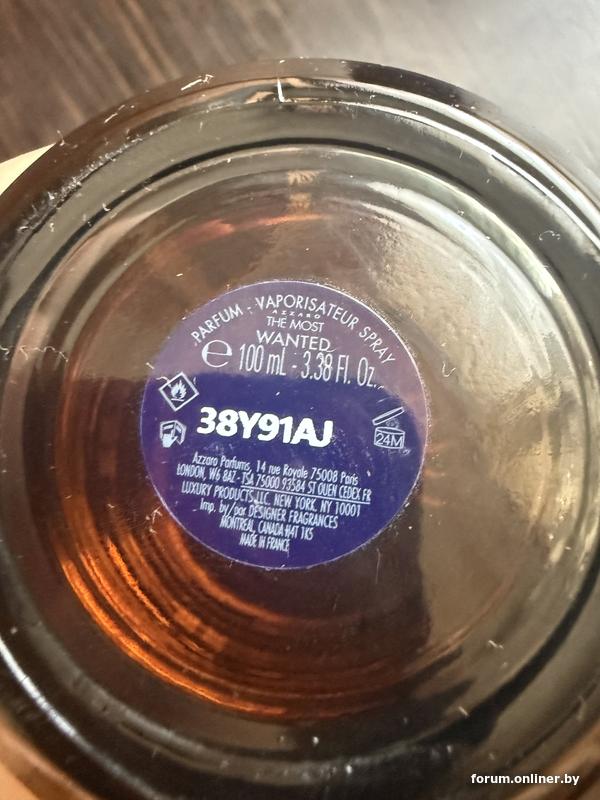 PARFUM - VAPORISATEUR SPRAY
AZZARO
THE MOST
WANTED
℮ 100 mL - 3.38 Fl. Oz.
38Y91AJ
24M
Azzaro Parfums, 14 rue Royale 75008 Paris
LONDON, W6 8AZ - TSA 75000 93584 ST OUEN CEDEX FR
LUXURY PRODUCTS LLC, NEW YORK, NY 10001
Imp. by/par DESIGNER FRAGRANCES
MONTREAL, CANADA H4T 1K5
MADE IN FRANCE
forum.onliner.by